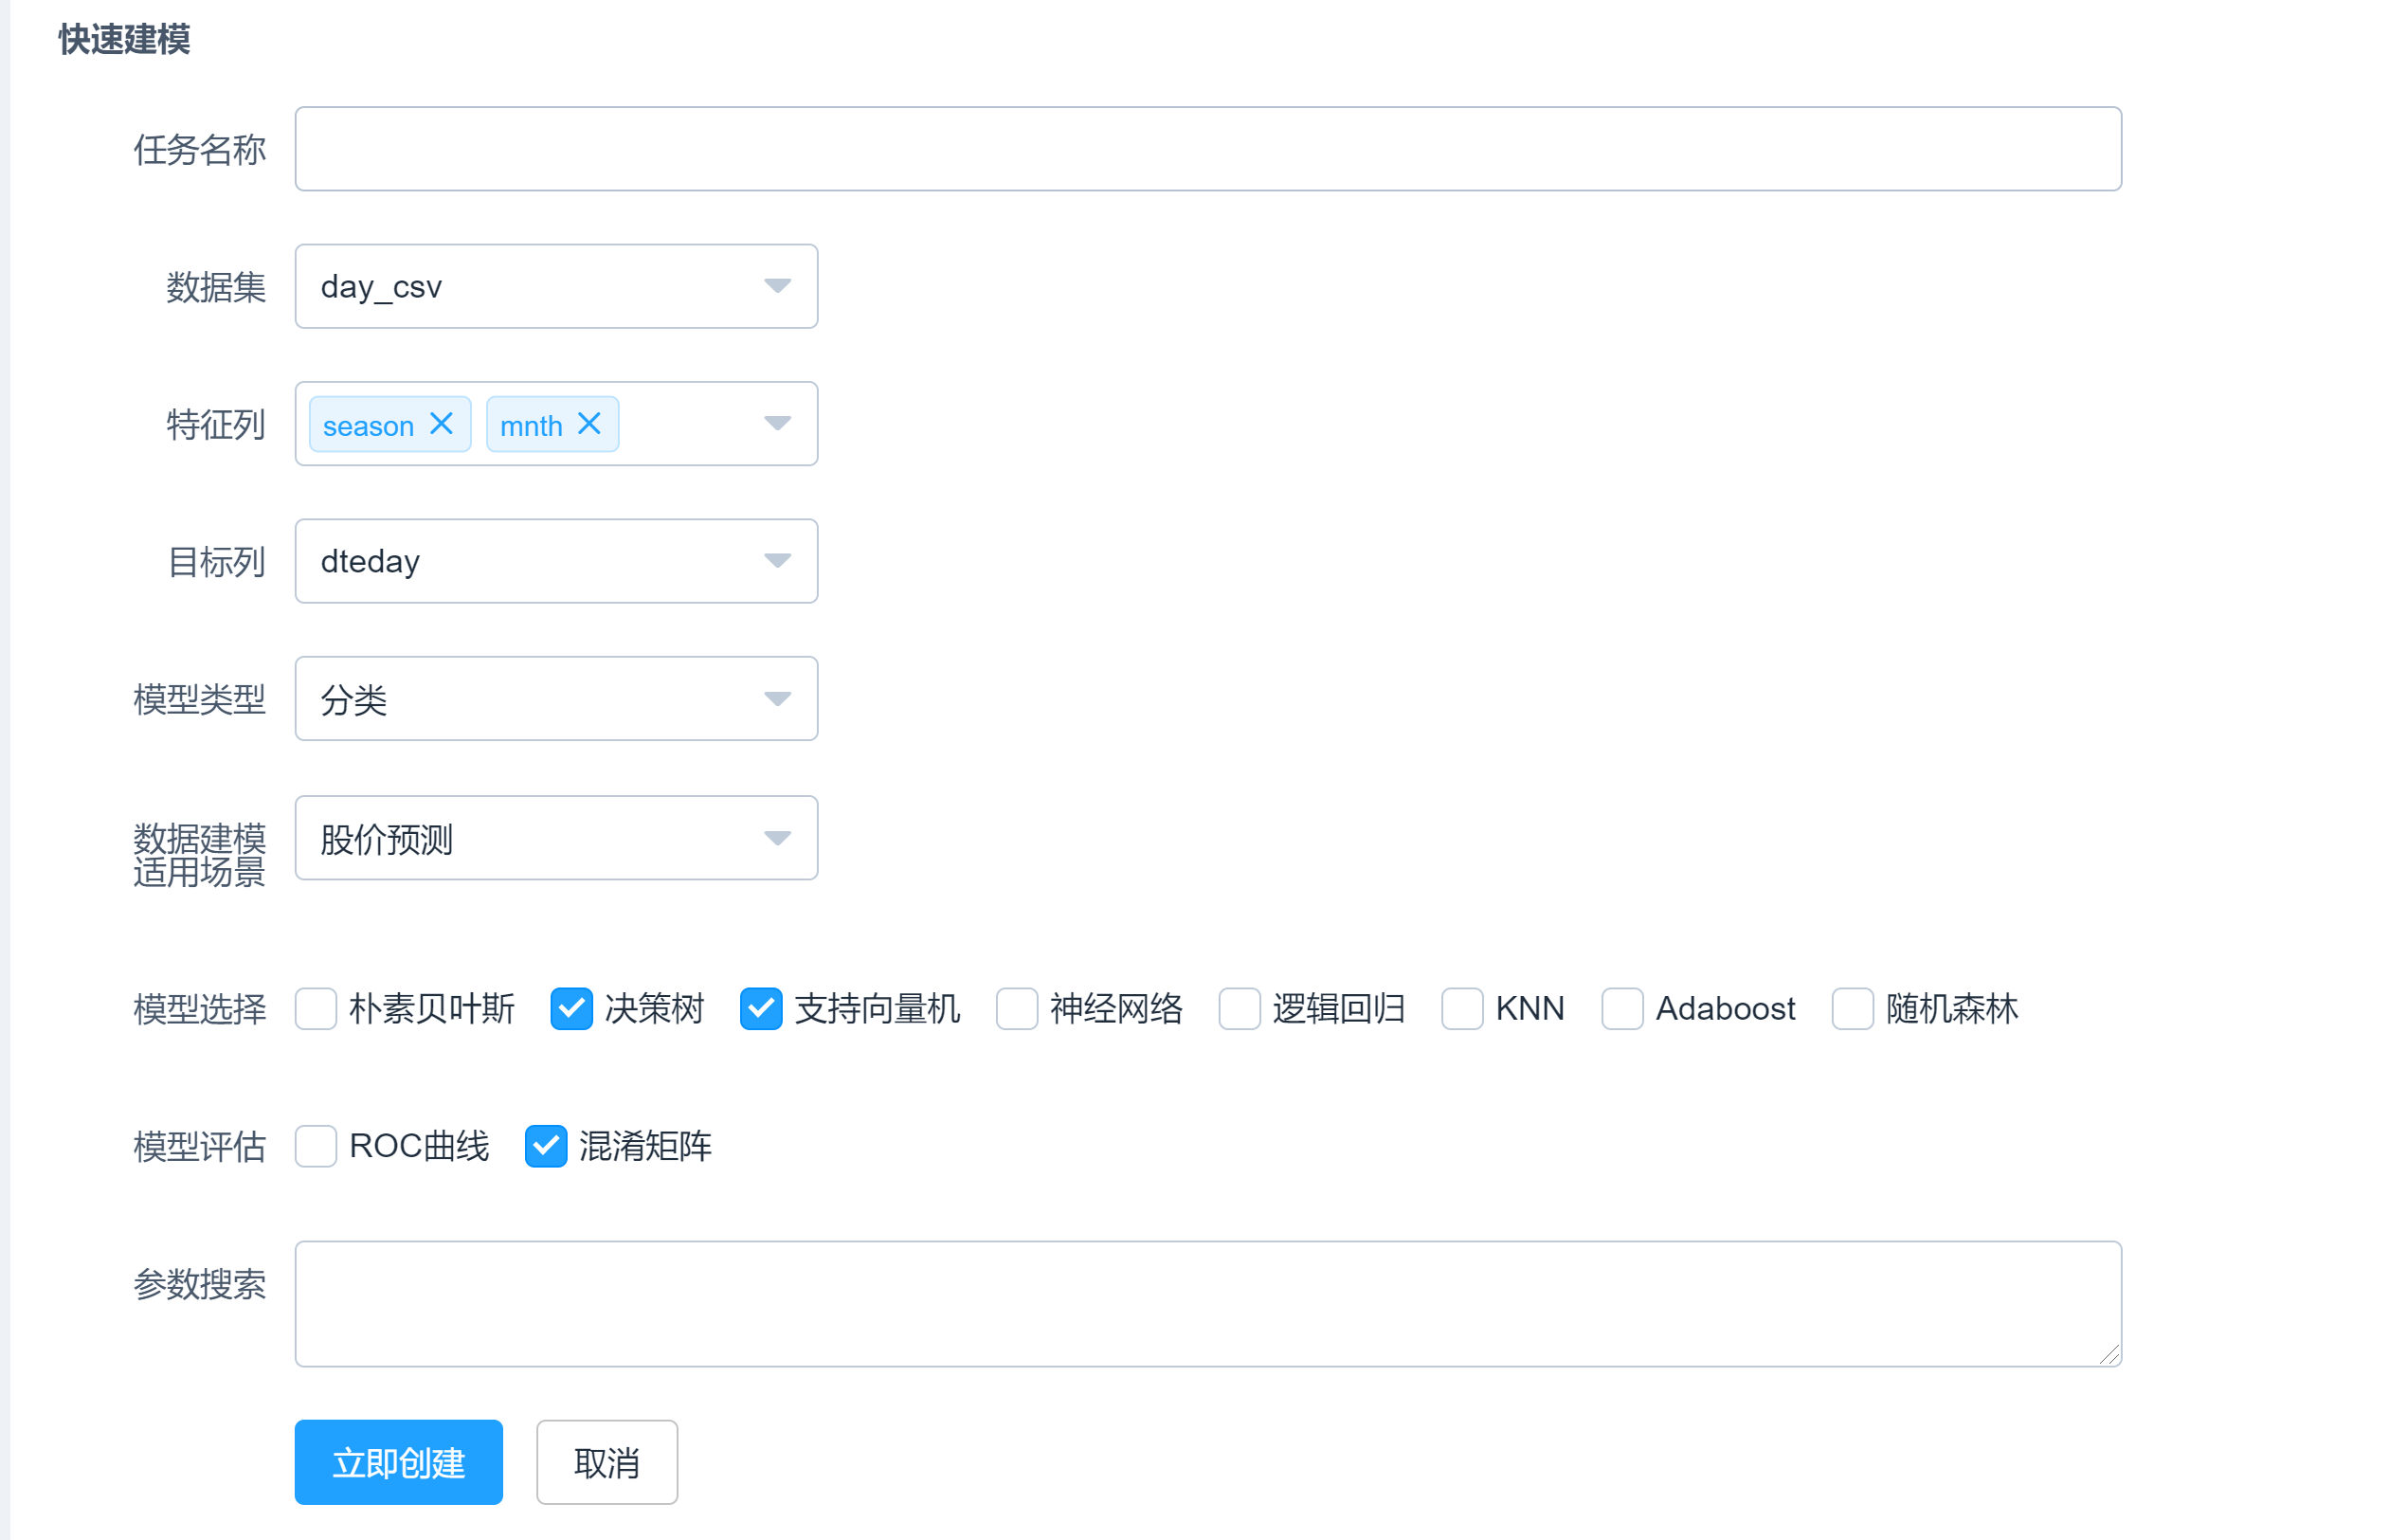 快速建模
任务名称
数据集 day_csv
特征列 season mnth
目标列 dteday
模型类型 分类
数据建模 股价预测
适用场景
模型选择 朴素贝叶斯 决策树 支持向量机 神经网络 逻辑回归 KNN Adaboost 随机森林
模型评估 ROC曲线 混淆矩阵
参数搜索
立即创建 取消